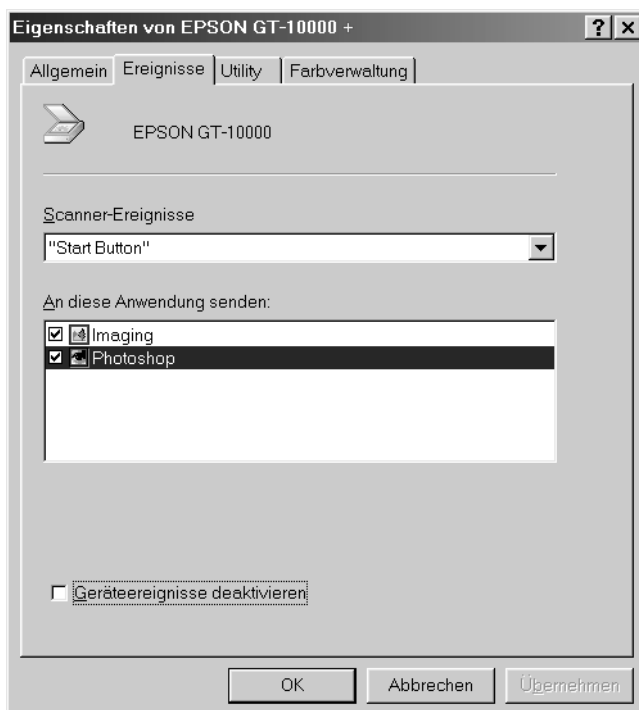 Eigenschaften von EPSON GT-10000 +
Allgemein Ereignisse Utility Farbverwaltung
EPSON GT-10000
Scanner-Ereignisse
"Start Button"
An diese Anwendung senden:
Imaging
Photoshop
Geräteereignisse deaktivieren
OK Abbrechen Übernehmen